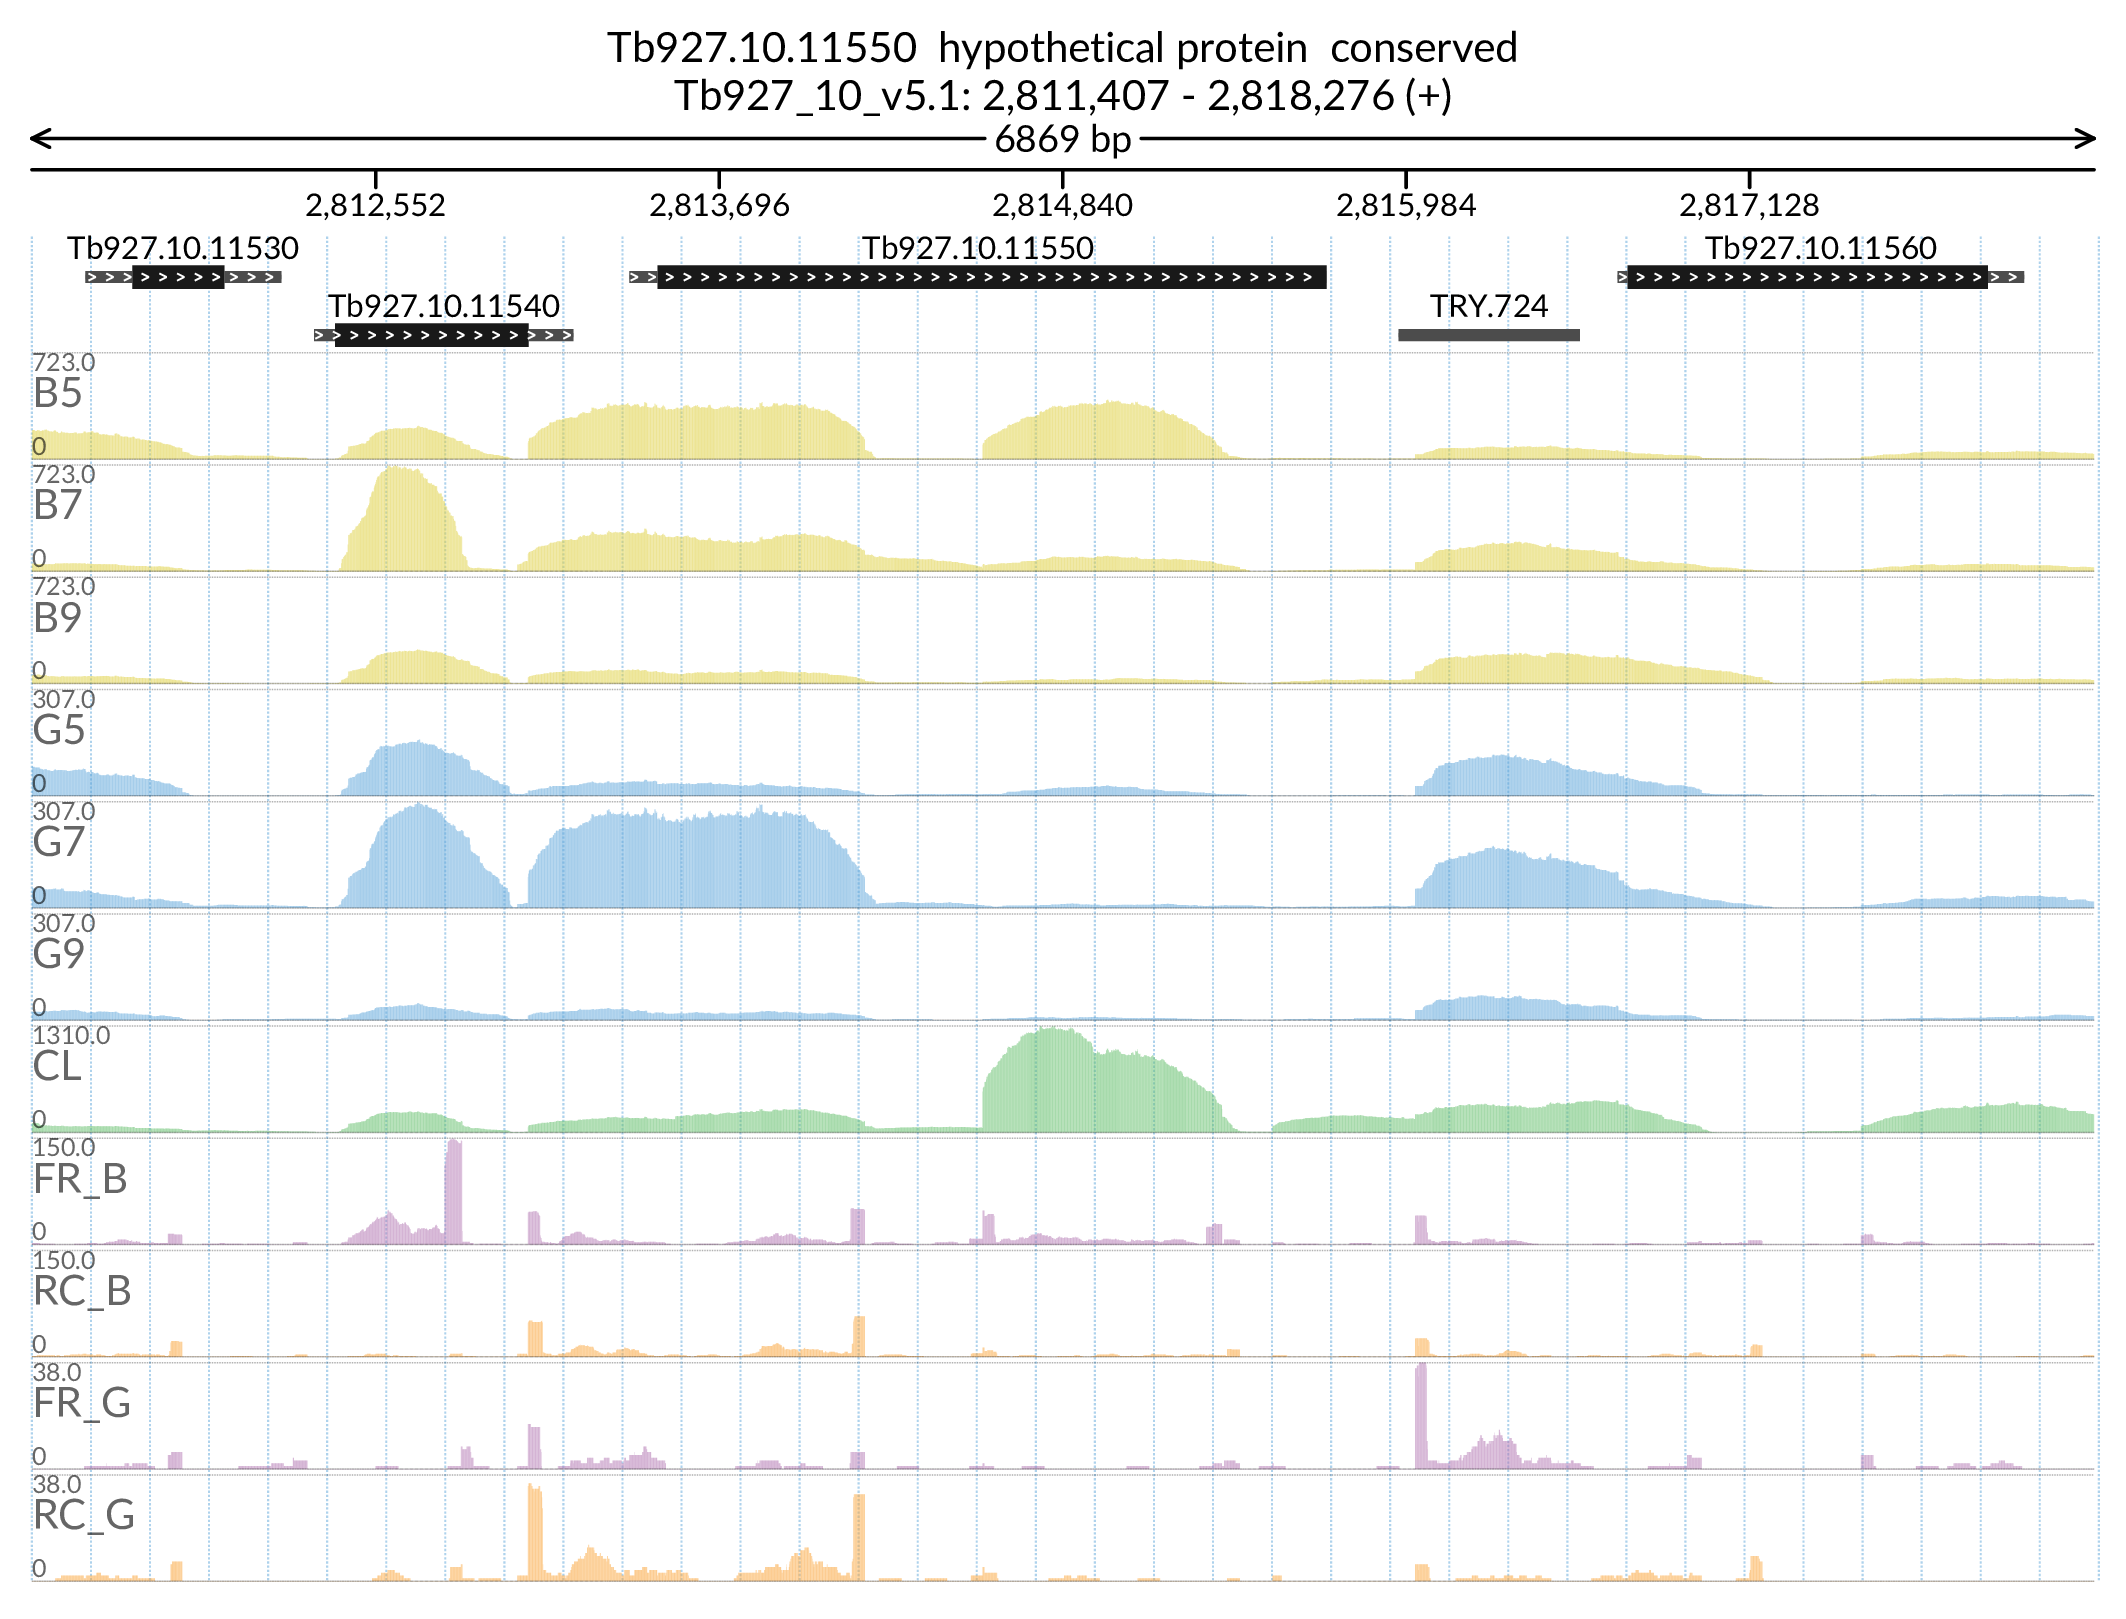 Tb927.10.11550  hypothetical protein  conserved
Tb927_10_v5.1: 2,811,407 - 2,818,276 (+)
6869 bp
2,812,552 2,813,696 2,814,840 2,815,984 2,817,128
Tb927.10.11530 Tb927.10.11550 Tb927.10.11560
Tb927.10.11540 TRY.724
723.0
B5
0
723.0
B7
0
723.0
B9
0
307.0
G5
0
307.0
G7
0
307.0
G9
0
1310.0
CL
0
150.0
FR_B
0
150.0
RC_B
0
38.0
FR_G
0
38.0
RC_G
0